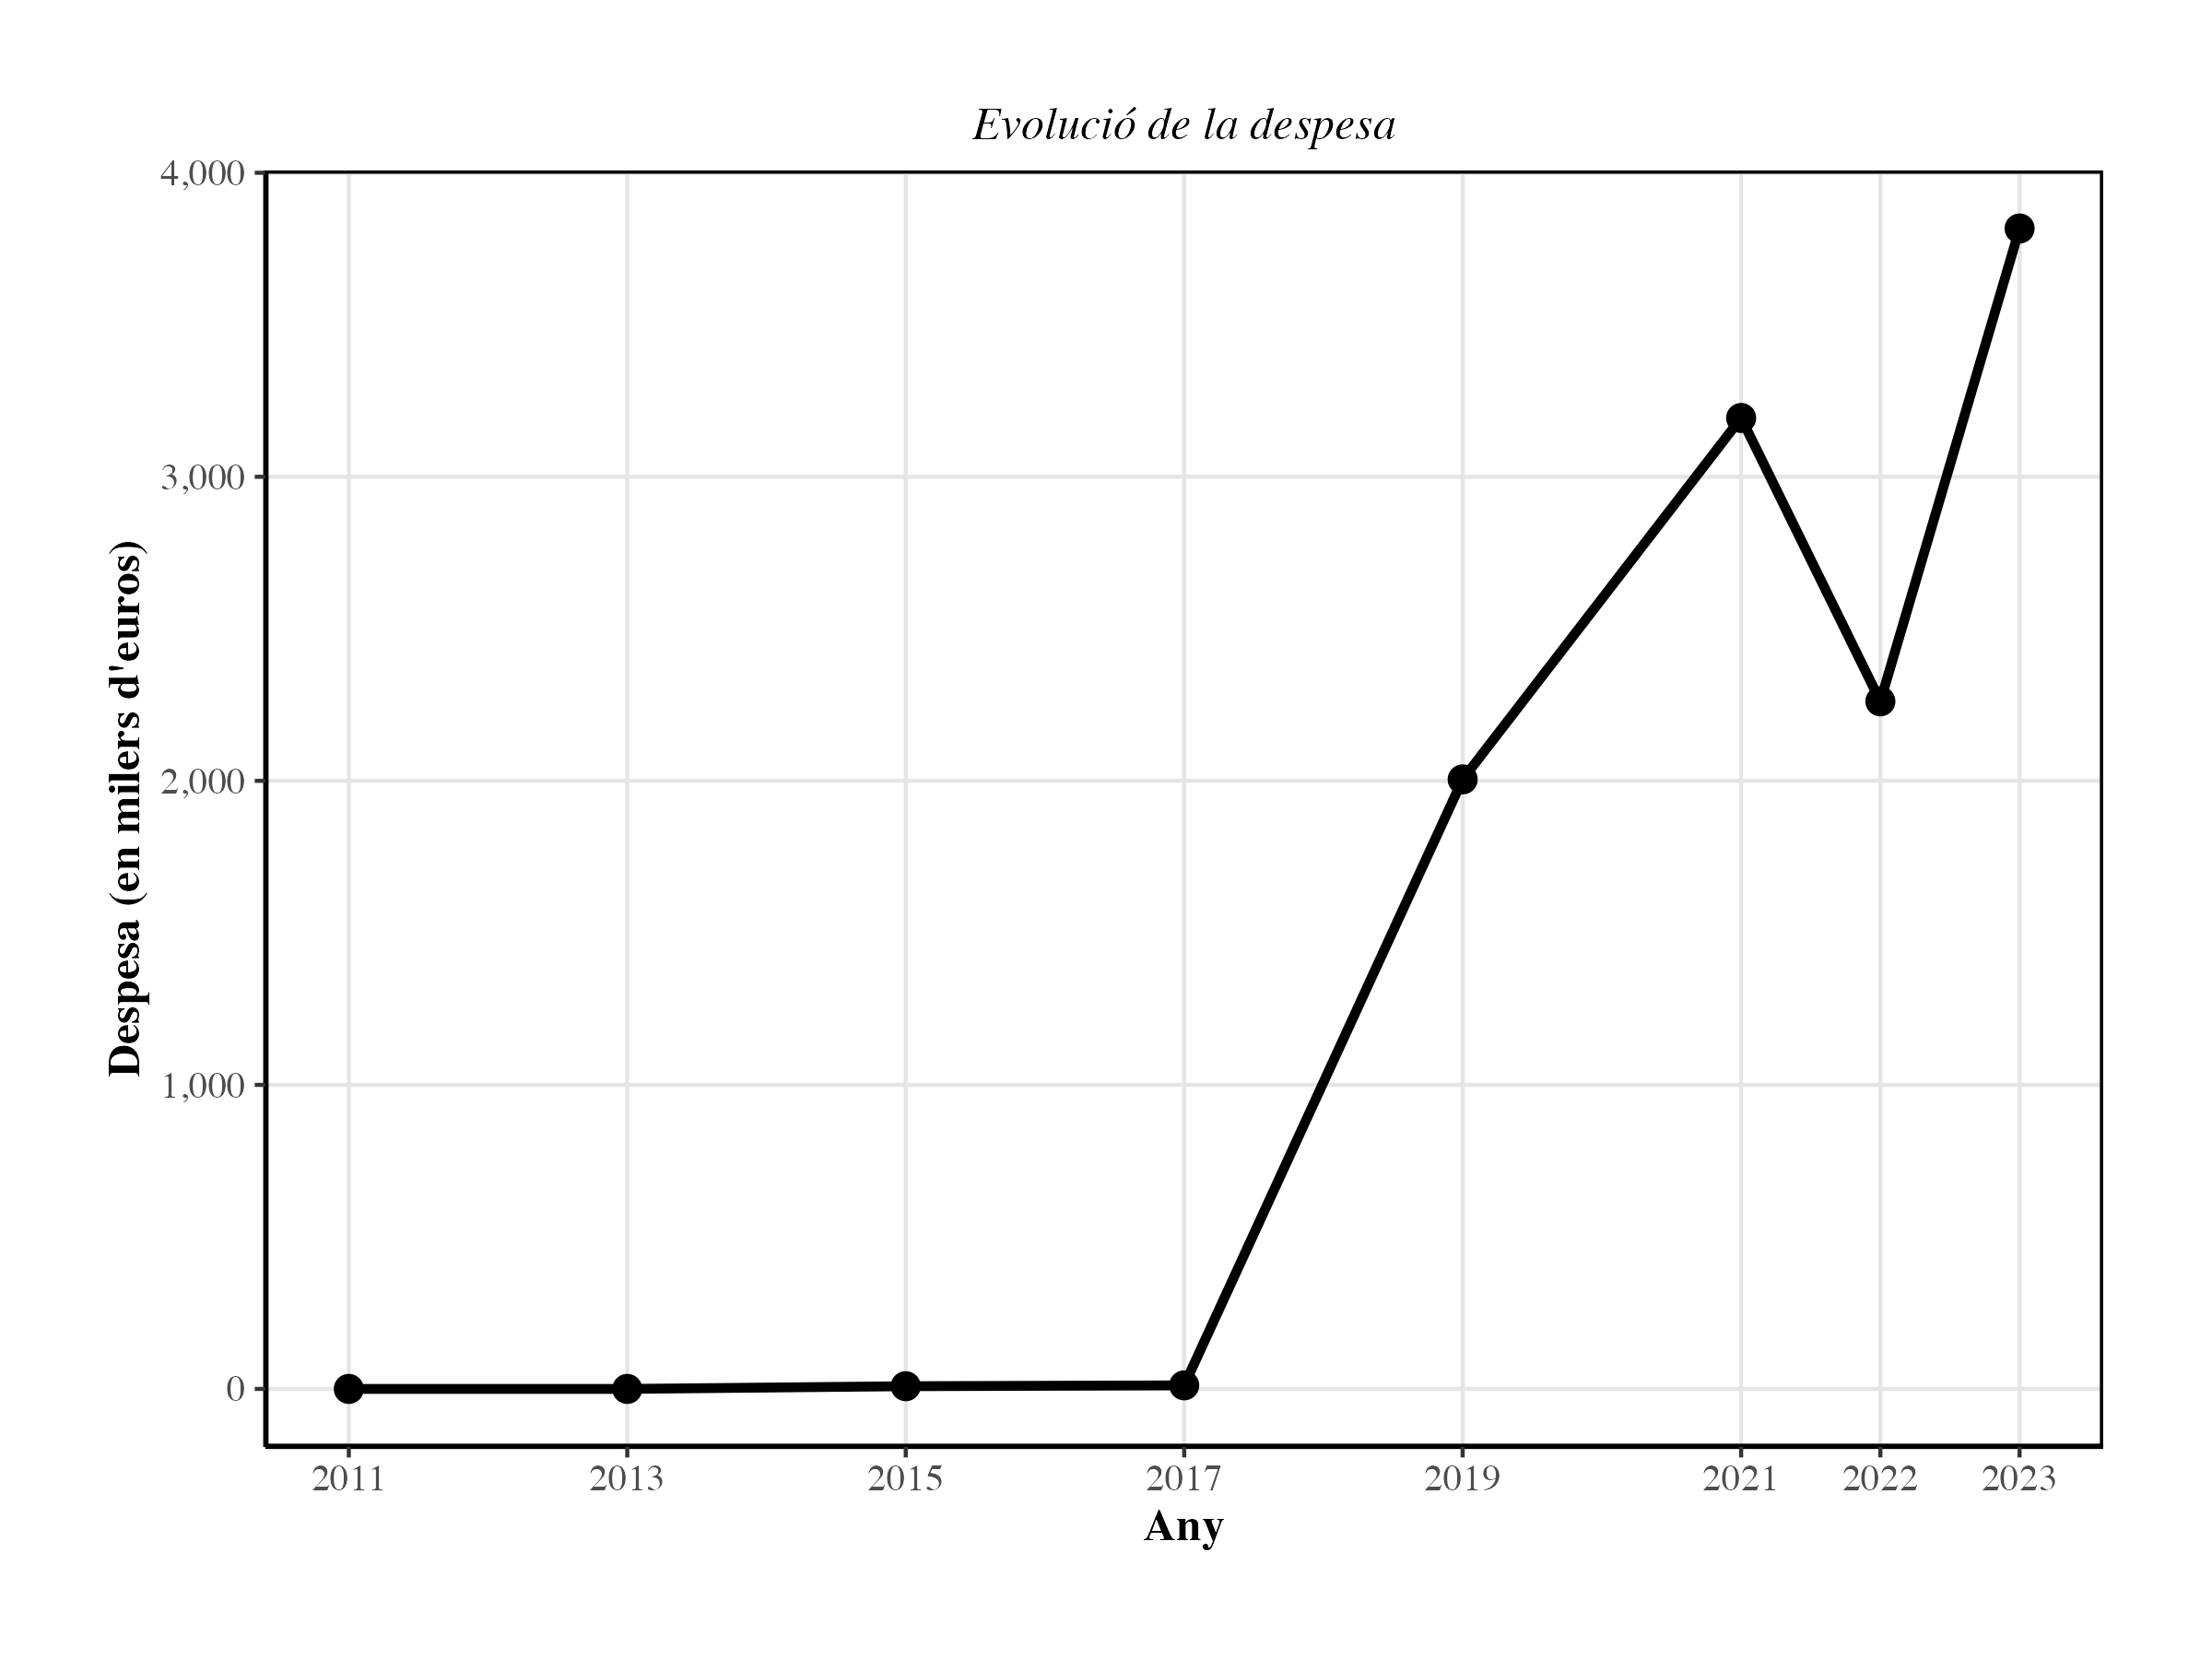 Evolució de la despesa
4,000
3,000
2,000
1,000
0
Despesa (en milers d'euros)
2011 2013 2015 2017 2019 2021 2022 2023
Any